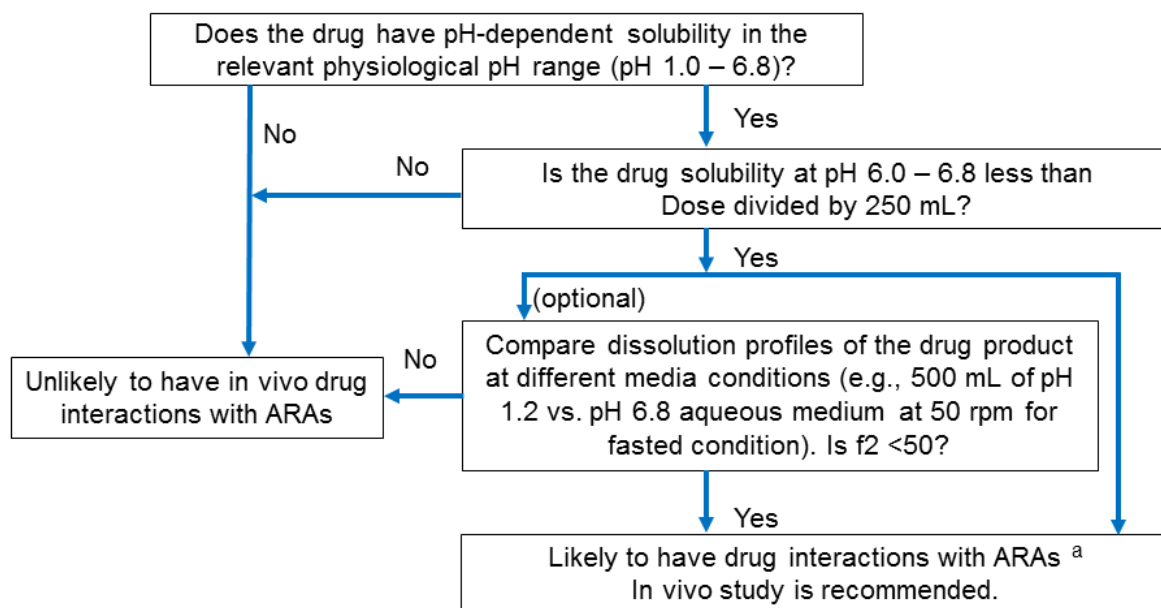 Does the drug have pH-dependent solubility in the
relevant physiological pH range (pH 1.0 – 6.8)?
No
Yes
No
Is the drug solubility at pH 6.0 – 6.8 less than
Dose divided by 250 mL?
Yes
(optional)
Compare dissolution profiles of the drug product
at different media conditions (e.g., 500 mL of pH
1.2 vs. pH 6.8 aqueous medium at 50 rpm for
fasted condition). Is f2 <50?
No
Unlikely to have in vivo drug
interactions with ARAs
Yes
Likely to have drug interactions with ARAs a
In vivo study is recommended.